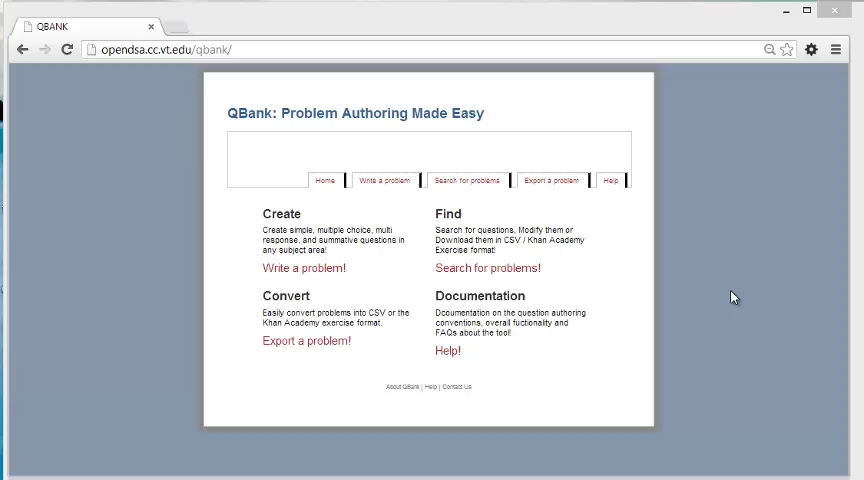 QBANK
opendsa.cc.vt.edu/qbank/
QBank: Problem Authoring Made Easy
Home
Write a problem
Search for problems
Export a problem
Help
Create
Create simple, multiple choice, multi
response, and summative questions in
any subject area!
Write a problem!
Find
Search for questions, Modify them or
Download them in CSV / Khan Academy
Exercise format!
Search for problems!
Convert
Easily convert problems into CSV or the
Khan Academy exercise format.
Export a problem!
Documentation
Documentation on the question authoring
conventions, overall fuctionality and
FAQs about the tool!
Help!
About QBank | Help | Contact Us